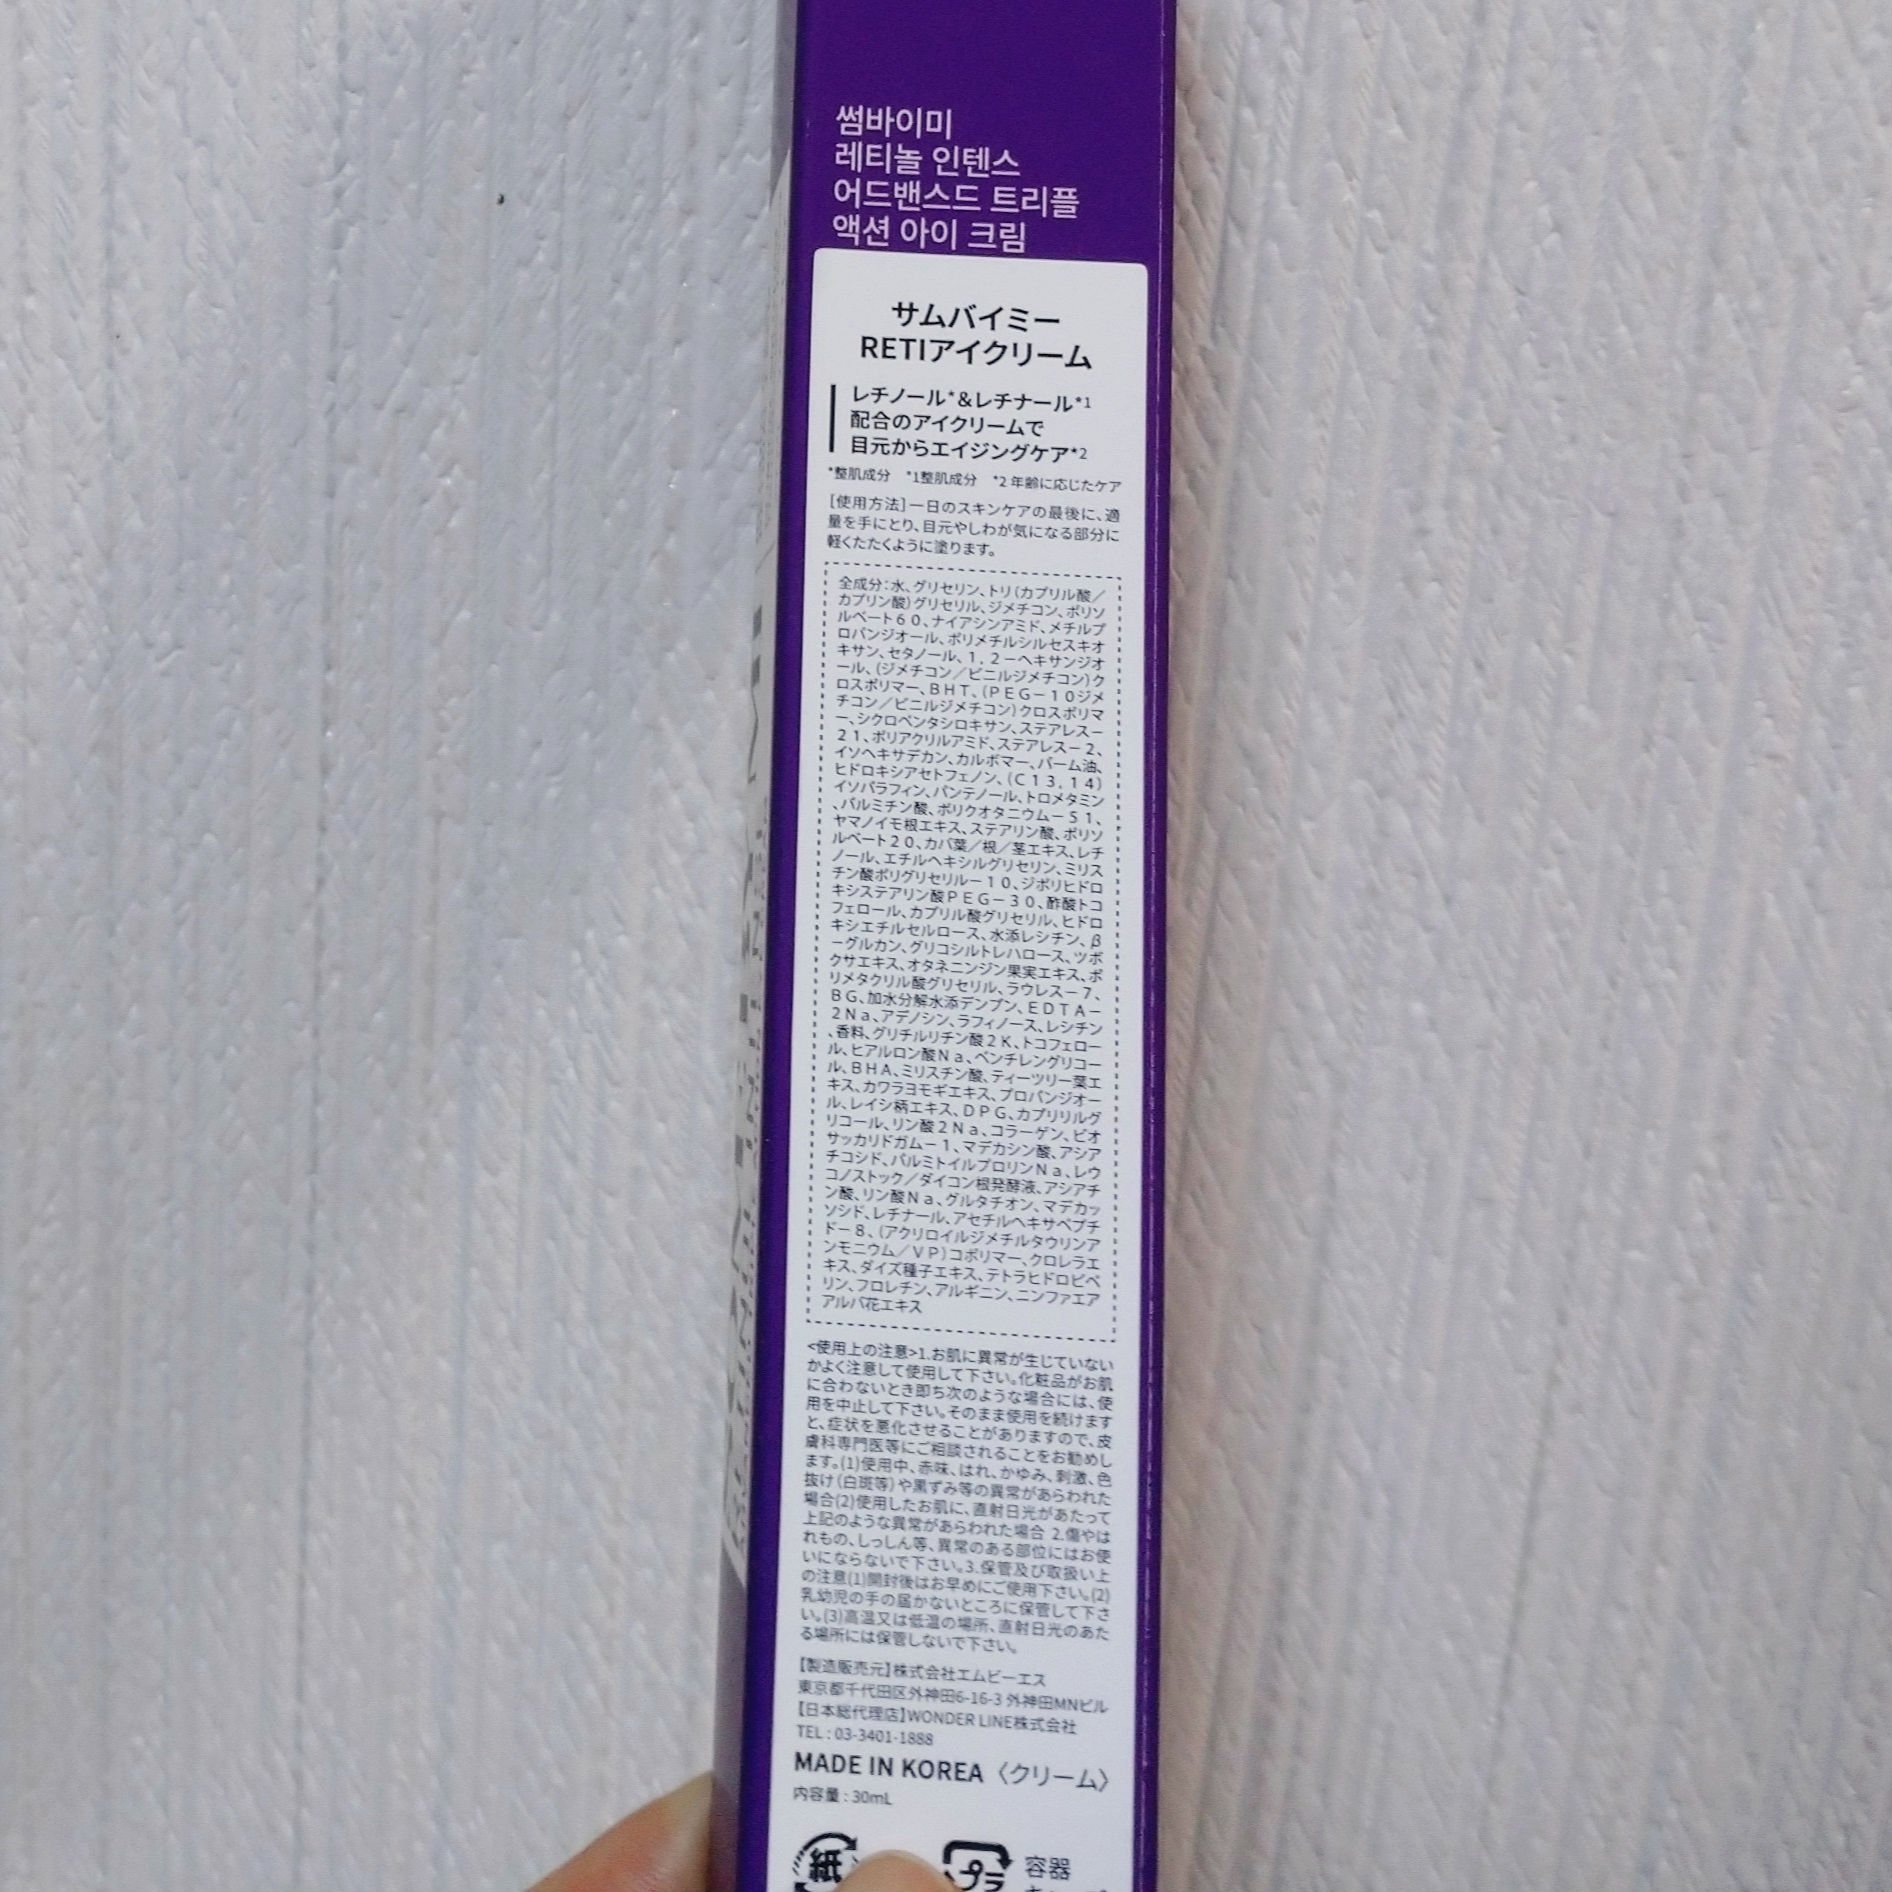 썸바이미
레티놀 인텐스
어드밴스드 트리플
액션 아이 크림
サムバイミー
RETIアイクリーム
レチノール*&レチナール*1
配合のアイクリームで
目元からエイジングケア*2
*整肌成分 *1整肌成分 *2 年齢に応じたケア
[使用方法]一日のスキンケアの最後に、適
量を手にとり、目元やしわが気になる部分に
軽くたたくように塗ります。
全成分:水、グリセリン、トリ(カプリル酸/
カプリン酸)グリセリル、ジメチコン、ポリソ
ルベート60、ナイアシンアミド、メチルプ
ロパンジオール、ポリメチルシルセスキオ
キサン、セタノール、1,2-ヘキサンジオ
ール、(ジメチコン/ビニルジメチコン)ク
ロスポリマー、BHT、(PEG-10ジメ
チコン/ビニルジメチコン)クロスポリマ
ー、シクロペンタシロキサン、ステアレス-
21、ポリアクリルアミド、ステアレス-2、
イソヘキサデカン、カルボマー、パーム油、
ヒドロキシアセトフェノン、(C13,14)
イソパラフィン、パンテノール、トロメタミン
、パルミチン酸、ポリクオタニウム-51、
ヤマノイモ根エキス、ステアリン酸、ポリソ
ルベート20、カバ葉/根/茎エキス、レチ
ノール、エチルヘキシルグリセリン、ミリス
チン酸ポリグリセリル-10、ジポリヒドロ
キシステアリン酸PEG-30、酢酸トコ
フェロール、カプリル酸グリセリル、ヒドロ
キシエチルセルロース、水添レシチン、β
-グルカン、グリコシルトレハロース、ツボ
クサエキス、オタネニンジン果実エキス、ポ
リメタクリル酸グリセリル、ラウレス-7、
BG、加水分解水添デンプン、EDTA-
2Na、アデノシン、ラフィノース、レシチン
、香料、グリチルリチン酸2K、トコフェロー
ル、ヒアルロン酸Na、ペンチレングリコー
ル、BHA、ミリスチン酸、ティーツリー葉エ
キス、カワラヨモギエキス、プロパンジオー
ル、レイシ柄エキス、DPG、カプリリルグ
リコール、リン酸2Na、コラーゲン、ビオ
サッカリドガム-1、マデカシン酸、アシア
チコシド、パルミトイルプロリンNa、レウ
コノストック/ダイコン根発酵液、アシアチ
ン酸、リン酸Na、グルタチオン、マデカッ
ソシド、レチナール、アセチルヘキサペプチ
ド-8、(アクリロイルジメチルタウリンア
ンモニウム/VP)コポリマー、クロレラエ
キス、ダイズ種子エキス、テトラヒドロピペ
リン、フロレチン、アルギニン、ニンファエア
アルバ花エキス
<使用上の注意>1.お肌に異常が生じていない
かよく注意して使用して下さい。化粧品がお肌
に合わないとき即ち次のような場合には、使
用を中止して下さい。そのまま使用を続けます
と、症状を悪化させることがありますので、皮
膚科専門医等にご相談されることをお勧めし
ます。(1)使用中、赤味、はれ、かゆみ、刺激、色
抜け(白斑等)や黒ずみ等の異常があらわれた
場合(2)使用したお肌に、直射日光があたって
上記のような異常があらわれた場合 2.傷やは
れもの、しっしん等、異常のある部位にはお使
いにならないで下さい。3.保管及び取扱い上
の注意(1)開封後はお早めにご使用下さい。(2)
乳幼児の手の届かないところに保管して下さ
い。(3)高温又は低温の場所、直射日光のあた
る場所には保管しないで下さい。
【製造販売元】株式会社エムビーエス
東京都千代田区外神田6-16-3 外神田MNビル
【日本総代理店】WONDER LINE株式会社
TEL : 03-3401-1888
MADE IN KOREA〈クリーム〉
内容量 : 30mL
紙
プラ 容器